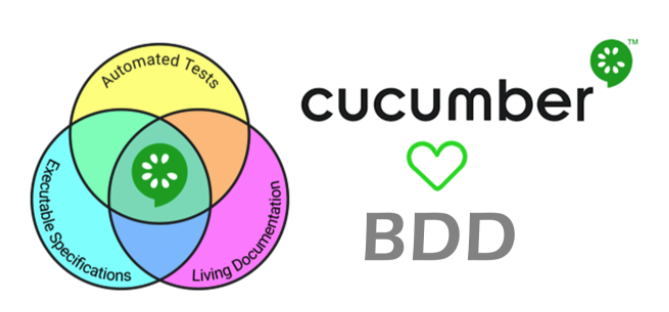 Automated Tests
Executable Specifications
Living Documentation
cucumber TM
BDD